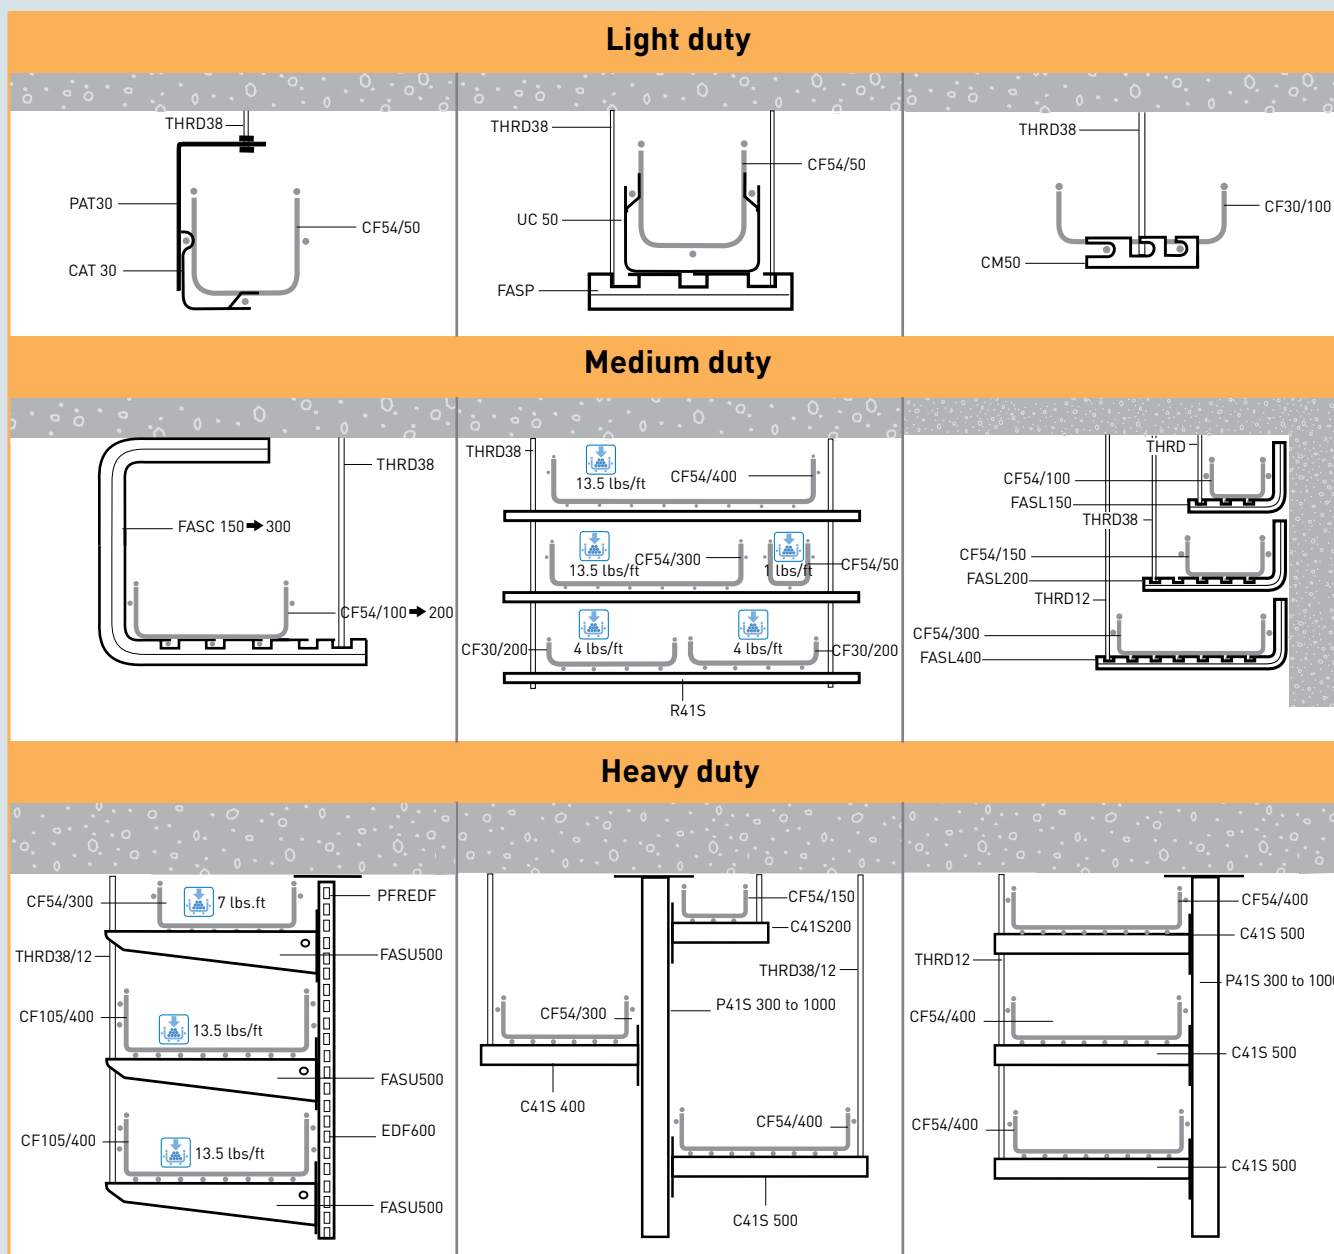 Light duty
THRD38
PAT30
CF54/50
CAT 30
THRD38
CF54/50
UC 50
FASP
THRD38
CF30/100
CM50
Medium duty
THRD38
FASC 150➔300
CF54/100➔200
THRD38
CF54/400
13.5 lbs/ft
CF54/300
CF54/50
13.5 lbs/ft
1 lbs/ft
CF30/200
4 lbs/ft
4 lbs/ft
CF30/200
R41S
THRD
CF54/100
FASL150
THRD38
CF54/150
FASL200
THRD12
CF54/300
FASL400
Heavy duty
CF54/300
7 lbs.ft
PFREDF
THRD38/12
FASU500
CF105/400
13.5 lbs/ft
FASU500
EDF600
CF105/400
13.5 lbs/ft
FASU500
CF54/150
C41S200
THRD38/12
P41S 300 to 1000
CF54/300
C41S 400
CF54/400
C41S 500
CF54/400
C41S 500
THRD12
P41S 300 to 1000
CF54/400
C41S 500
CF54/400
C41S 500